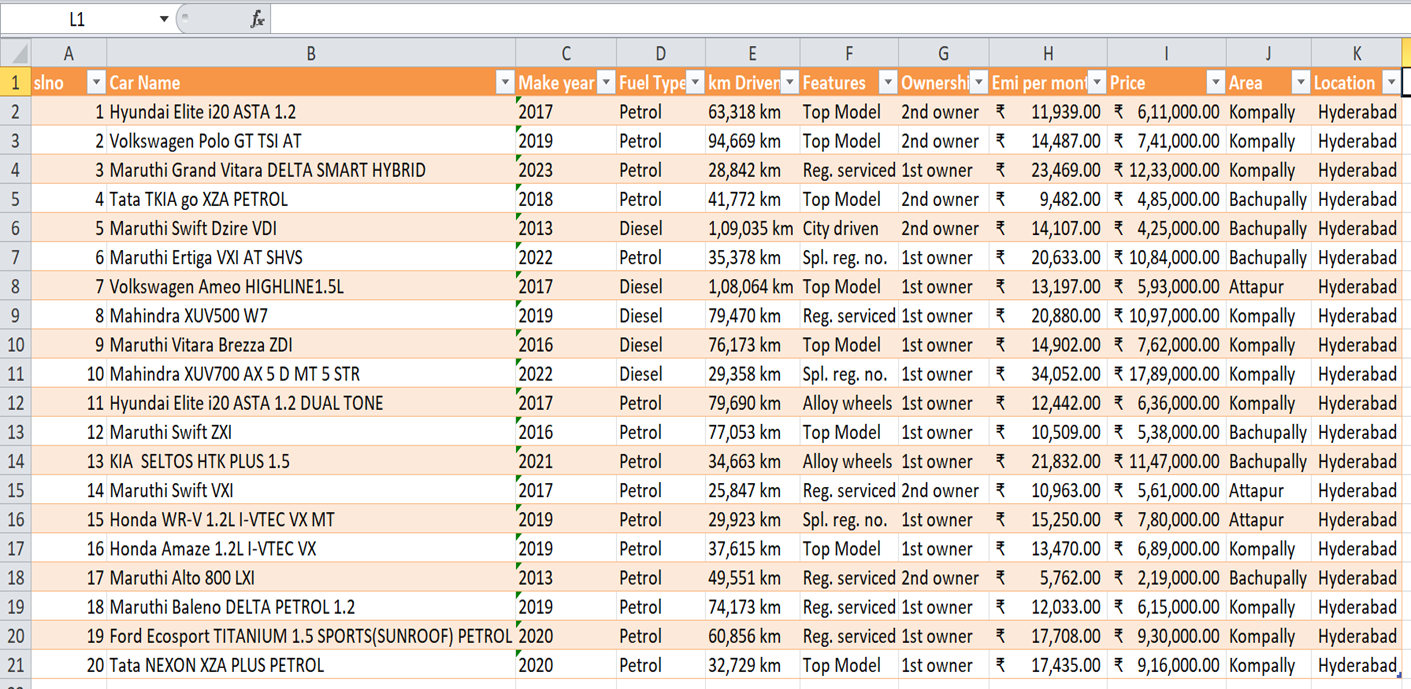 L1 fx
A B C D E F G H I J K
1 slno Car Name Make year Fuel Type km Driven Features Ownershi Emi per mont Price Area Location
2 1 Hyundai Elite i20 ASTA 1.2 2017 Petrol 63,318 km Top Model 2nd owner ₹ 11,939.00 ₹ 6,11,000.00 Kompally Hyderabad
3 2 Volkswagen Polo GT TSI AT 2019 Petrol 94,669 km Top Model 2nd owner ₹ 14,487.00 ₹ 7,41,000.00 Kompally Hyderabad
4 3 Maruthi Grand Vitara DELTA SMART HYBRID 2023 Petrol 28,842 km Reg. serviced 1st owner ₹ 23,469.00 ₹ 12,33,000.00 Kompally Hyderabad
5 4 Tata TKIA go XZA PETROL 2018 Petrol 41,772 km Top Model 2nd owner ₹ 9,482.00 ₹ 4,85,000.00 Bachupally Hyderabad
6 5 Maruthi Swift Dzire VDI 2013 Diesel 1,09,035 km City driven 2nd owner ₹ 14,107.00 ₹ 4,25,000.00 Bachupally Hyderabad
7 6 Maruthi Ertiga VXI AT SHVS 2022 Petrol 35,378 km Spl. reg. no. 1st owner ₹ 20,633.00 ₹ 10,84,000.00 Bachupally Hyderabad
8 7 Volkswagen Ameo HIGHLINE1.5L 2017 Diesel 1,08,064 km Top Model 1st owner ₹ 13,197.00 ₹ 5,93,000.00 Attapur Hyderabad
9 8 Mahindra XUV500 W7 2019 Diesel 79,470 km Reg. serviced 1st owner ₹ 20,880.00 ₹ 10,97,000.00 Kompally Hyderabad
10 9 Maruthi Vitara Brezza ZDI 2016 Diesel 76,173 km Top Model 1st owner ₹ 14,902.00 ₹ 7,62,000.00 Kompally Hyderabad
11 10 Mahindra XUV700 AX 5 D MT 5 STR 2022 Diesel 29,358 km Spl. reg. no. 1st owner ₹ 34,052.00 ₹ 17,89,000.00 Kompally Hyderabad
12 11 Hyundai Elite i20 ASTA 1.2 DUAL TONE 2017 Petrol 79,690 km Alloy wheels 1st owner ₹ 12,442.00 ₹ 6,36,000.00 Kompally Hyderabad
13 12 Maruthi Swift ZXI 2016 Petrol 77,053 km Top Model 1st owner ₹ 10,509.00 ₹ 5,38,000.00 Bachupally Hyderabad
14 13 KIA SELTOS HTK PLUS 1.5 2021 Petrol 34,663 km Alloy wheels 1st owner ₹ 21,832.00 ₹ 11,47,000.00 Bachupally Hyderabad
15 14 Maruthi Swift VXI 2017 Petrol 25,847 km Reg. serviced 2nd owner ₹ 10,963.00 ₹ 5,61,000.00 Attapur Hyderabad
16 15 Honda WR-V 1.2L I-VTEC VX MT 2019 Petrol 29,923 km Spl. reg. no. 1st owner ₹ 15,250.00 ₹ 7,80,000.00 Attapur Hyderabad
17 16 Honda Amaze 1.2L I-VTEC VX 2019 Petrol 37,615 km Top Model 1st owner ₹ 13,470.00 ₹ 6,89,000.00 Kompally Hyderabad
18 17 Maruthi Alto 800 LXI 2013 Petrol 49,551 km Reg. serviced 2nd owner ₹ 5,762.00 ₹ 2,19,000.00 Bachupally Hyderabad
19 18 Maruthi Baleno DELTA PETROL 1.2 2019 Petrol 74,173 km Reg. serviced 1st owner ₹ 12,033.00 ₹ 6,15,000.00 Kompally Hyderabad
20 19 Ford Ecosport TITANIUM 1.5 SPORTS(SUNROOF) PETROL 2020 Petrol 60,856 km Reg. serviced 1st owner ₹ 17,708.00 ₹ 9,30,000.00 Kompally Hyderabad
21 20 Tata NEXON XZA PLUS PETROL 2020 Petrol 32,729 km Top Model 1st owner ₹ 17,435.00 ₹ 9,16,000.00 Kompally Hyderabad